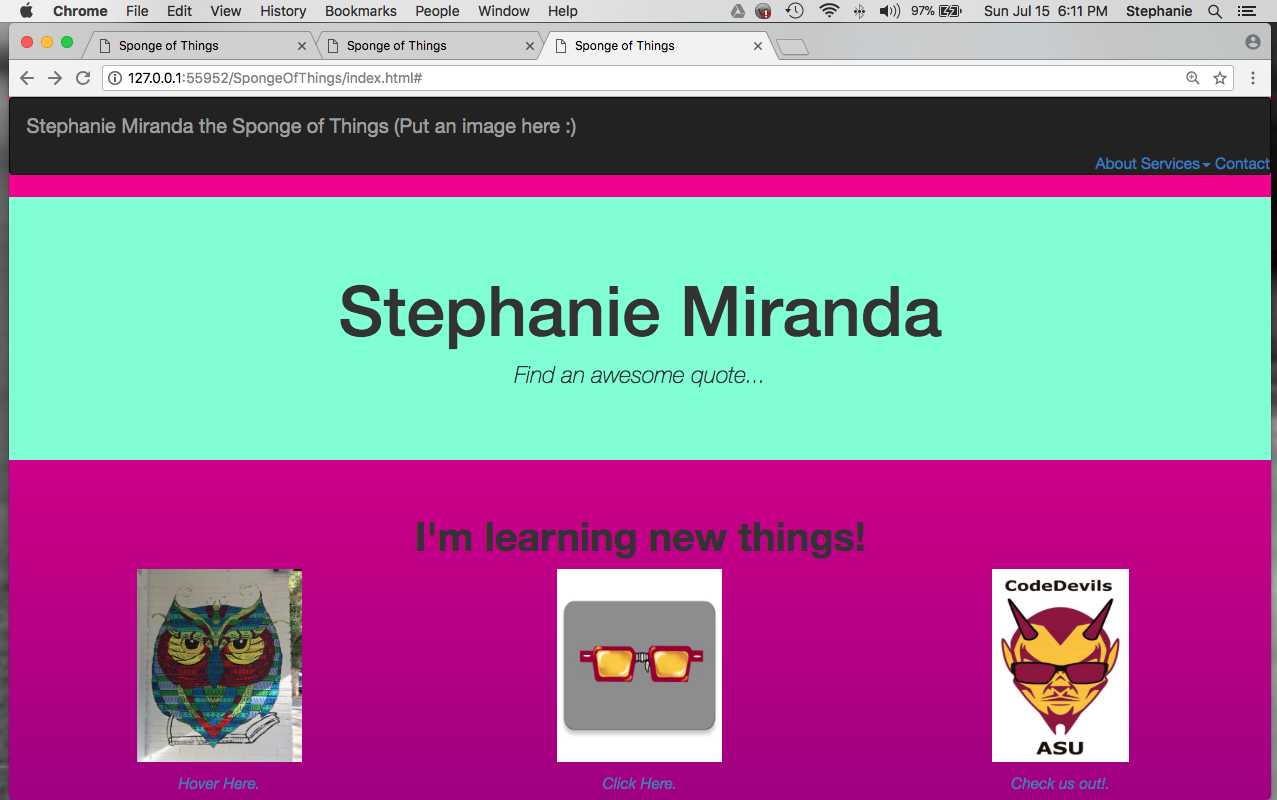 Chrome File Edit View History Bookmarks People Window Help 97% Sun Jul 15 6:11 PM Stephanie
Sponge of Things Sponge of Things Sponge of Things
127.0.0.1:55952/SpongeOfThings/index.html#
Stephanie Miranda the Sponge of Things (Put an image here :)
About Services Contact
Stephanie Miranda
Find an awesome quote...
I'm learning new things!
CodeDevils
ASU
Hover Here. Click Here. Check us out!.